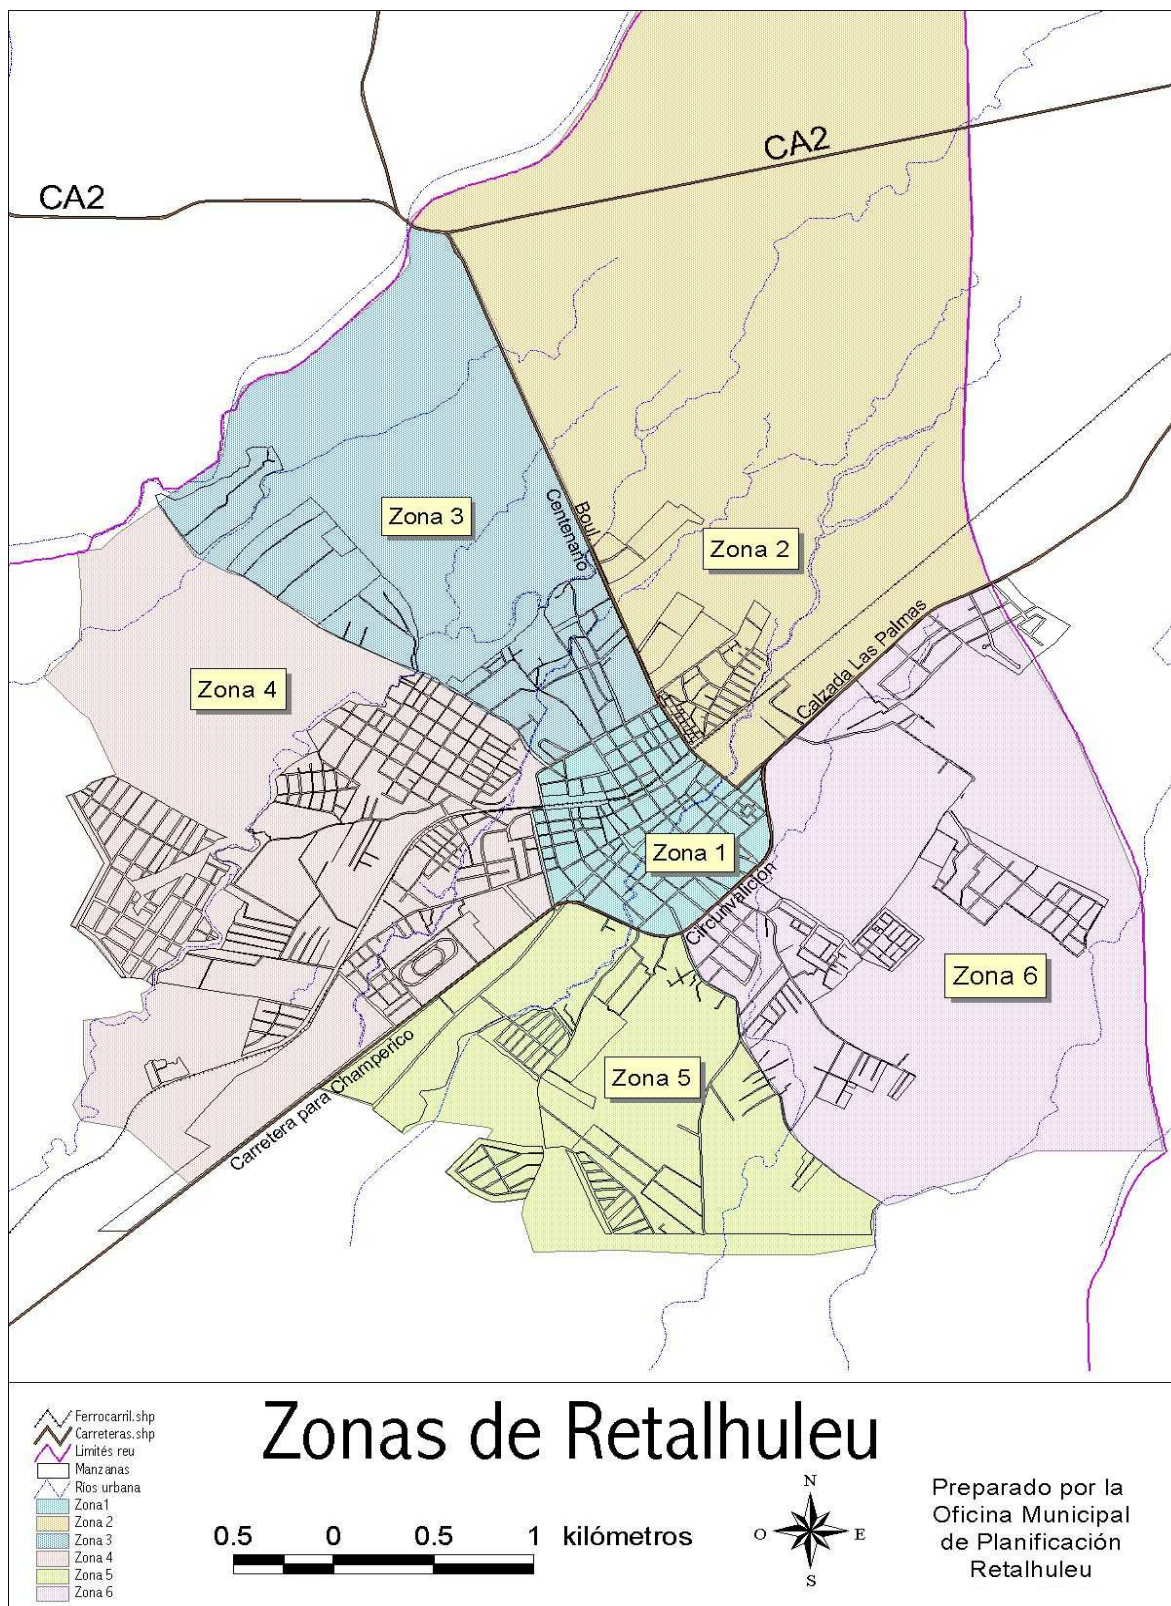 CA2
CA2
Boul.
Centenario
Zona 3
Zona 2
Calzada Las Palmas
Zona 4
Zona 1
Circunvalicion
Zona 6
Zona 5
Carretera para Champerico
Zonas de Retalhuleu
Ferrocarril.shp
Carreteras.shp
Limités reu
Manzanas
Ríos urbana
Zona1
Zona 2
Zona 3
Zona 4
Zona 5
Zona 6
0.5 0 0.5 1 kilómetros
N
O E
S
Preparado por la
Oficina Municipal
de Planificación
Retalhuleu